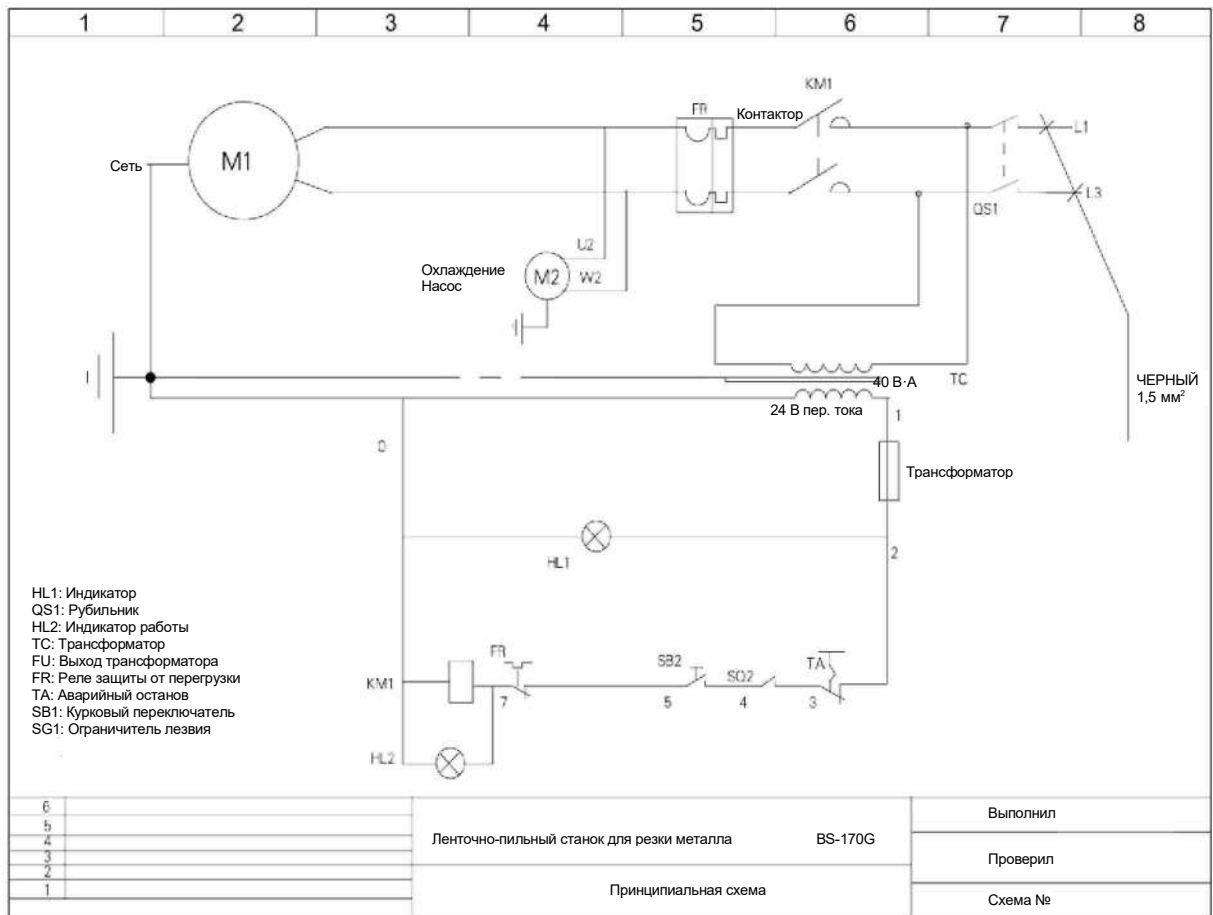 1 2 3 4 5 6 7 8
KM1
FR
Контактор
L1
Сеть
M1
L3
QS1
U2
Охлаждение
Насос
M2
W2
40 В·А
TC
ЧЕРНЫЙ
1,5 мм²
24 В пер. тока
1
0
Трансформатор
HL1
2
HL1: Индикатор
QS1: Рубильник
HL2: Индикатор работы
TC: Трансформатор
FU: Выход трансформатора
FR: Реле защиты от перегрузки
TA: Аварийный останов
SB1: Курковый переключатель
SG1: Ограничитель лезвия
FR
SB2
SQ2
TA
KM1
7
5
4
3
HL2
6
5
4
3
2
1
Ленточно-пильный станок для резки металла BS-170G
Принципиальная схема
Выполнил
Проверил
Схема №